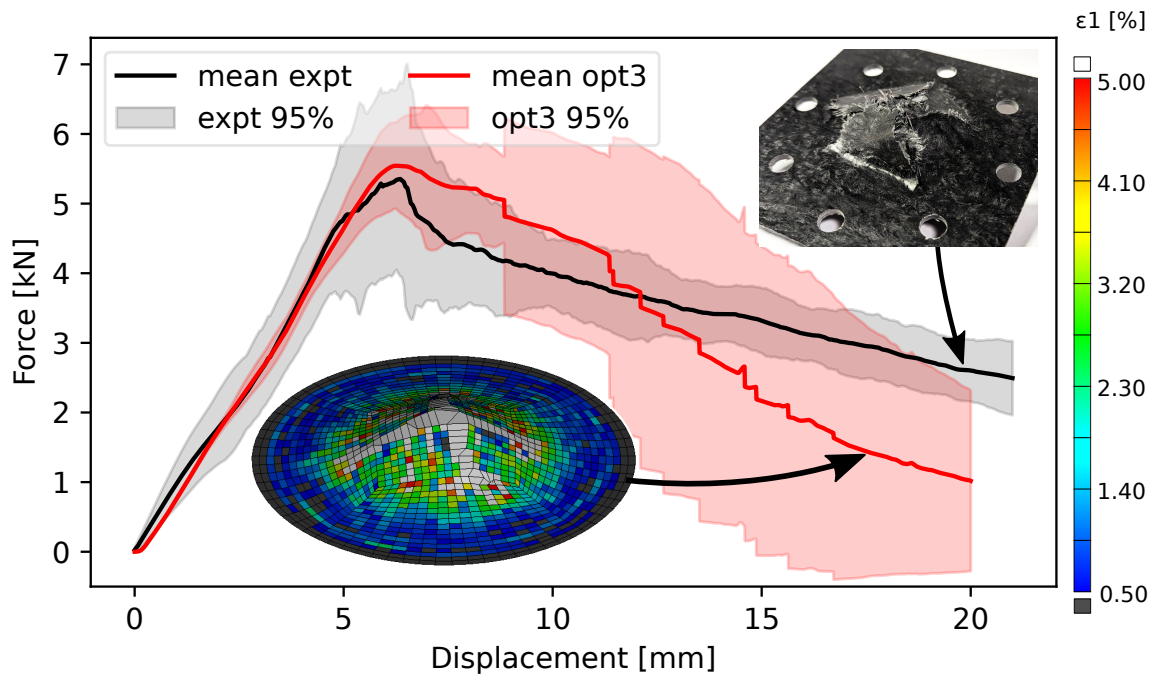 ε1 [%]
mean expt
mean opt3
expt 95%
opt3 95%
7
6
5
4
3
2
1
0
Force [kN]
0
5
10
15
20
Displacement [mm]
5.00
4.10
3.20
2.30
1.40
0.50